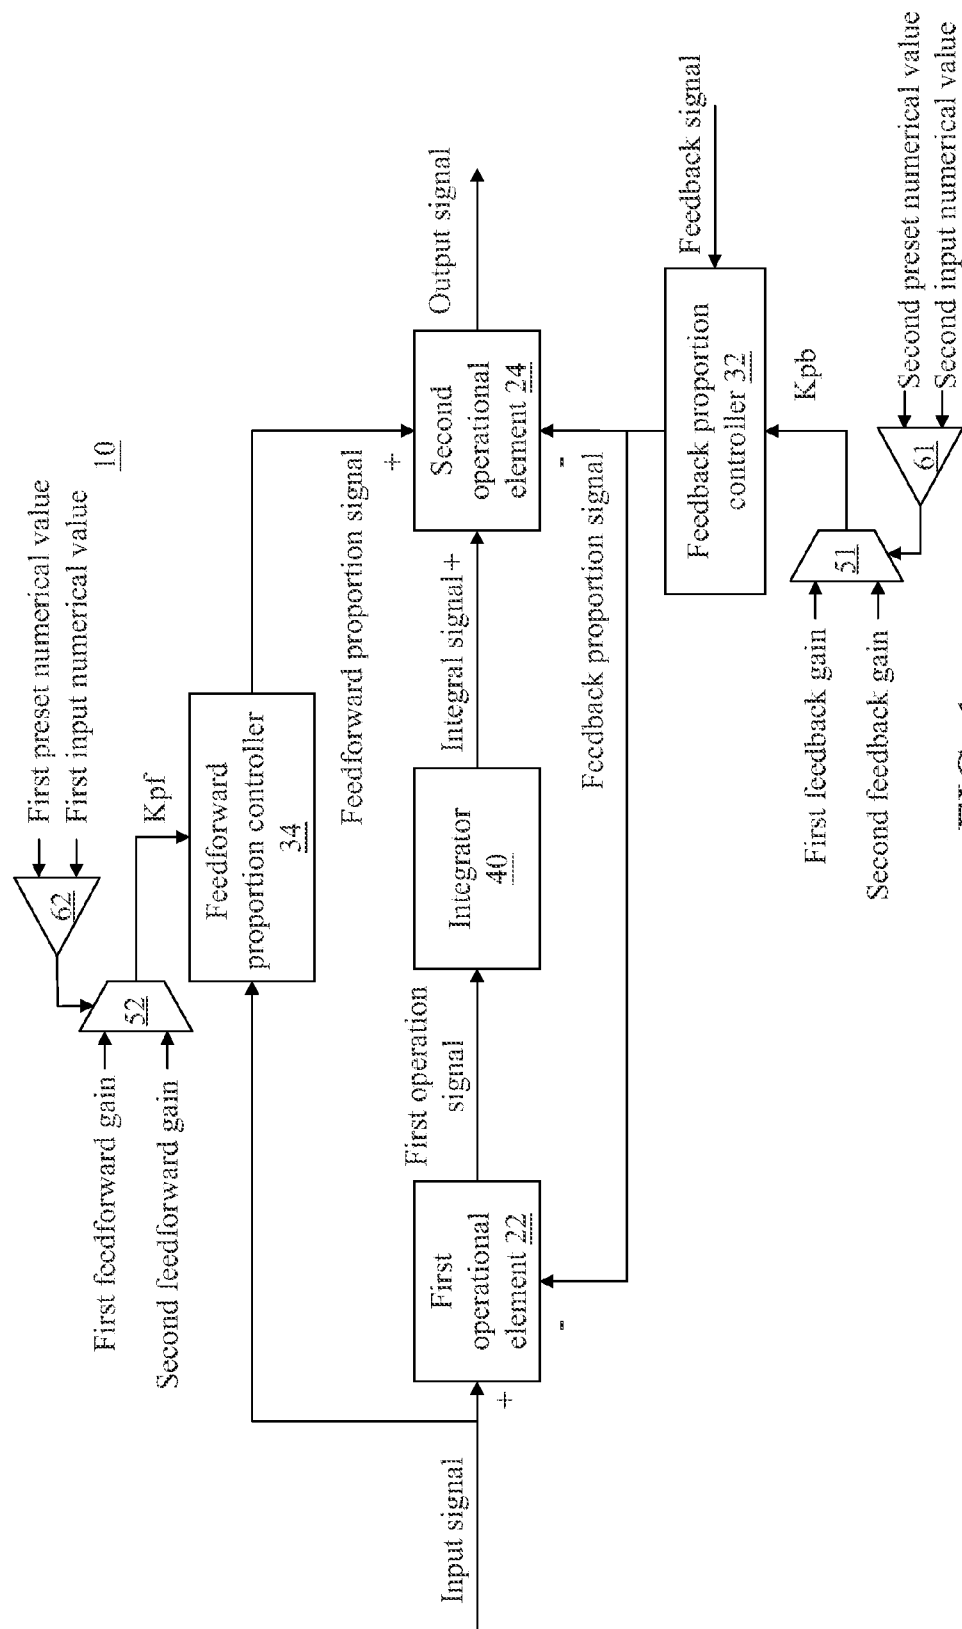 10
First preset numerical value
First input numerical value
62
First feedforward gain
Second feedforward gain
52
Kpf
Feedforward
proportion controller
34
Feedforward proportion signal
+
Input signal
+
First
operational
element 22
-
First operation
signal
Integrator
40
Integral signal+
Second
operational
element 24
-
Output signal
Feedback proportion signal
Feedback signal
Feedback proportion
controller 32
Kpb
First feedback gain
Second feedback gain
51
61
Second preset numerical value
Second input numerical value